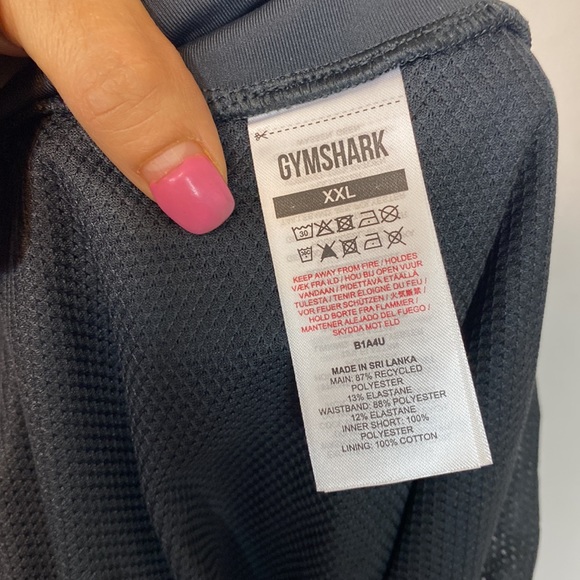 GYMSHARK
XXL
30
KEEP AWAY FROM FIRE / HOLDES
VÆK FRA ILD / HOU BIJ OPEN VUUR
VANDAAN / PIDETTÄVÄ ETÄÄLLÄ
TULESTA / TENIR ÉLOIGNE DU FEU /
VOR FEUER SCHÜTZEN / 火気厳禁 /
HOLD BORTE FRA FLAMMER /
MANTENER ALEJADO DEL FUEGO /
SKYDDA MOT ELD
B1A4U
MADE IN SRI LANKA
MAIN: 87% RECYCLED
POLYESTER
13% ELASTANE
WAISTBAND: 88% POLYESTER
12% ELASTANE
INNER SHORT: 100%
POLYESTER
LINING: 100% COTTON